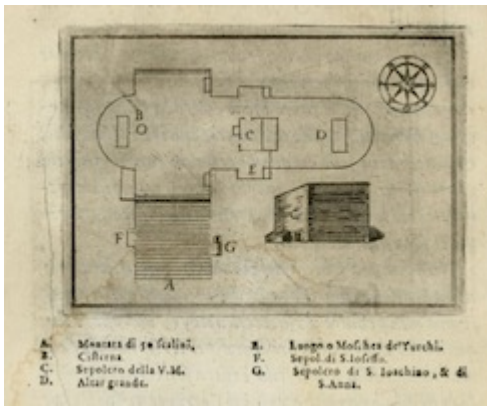 B
O
C
D
E
F
G
A
A. Montata di 50 scalini.
B. Cisterna
C. Sepolcro della V. M.
D. Altar grande.
E. Luogo o Moschea de' Turchi.
F. Sepol. di S. Ioseffo.
G. Sepolcro di S. Ioachino, & di
S. Anna.